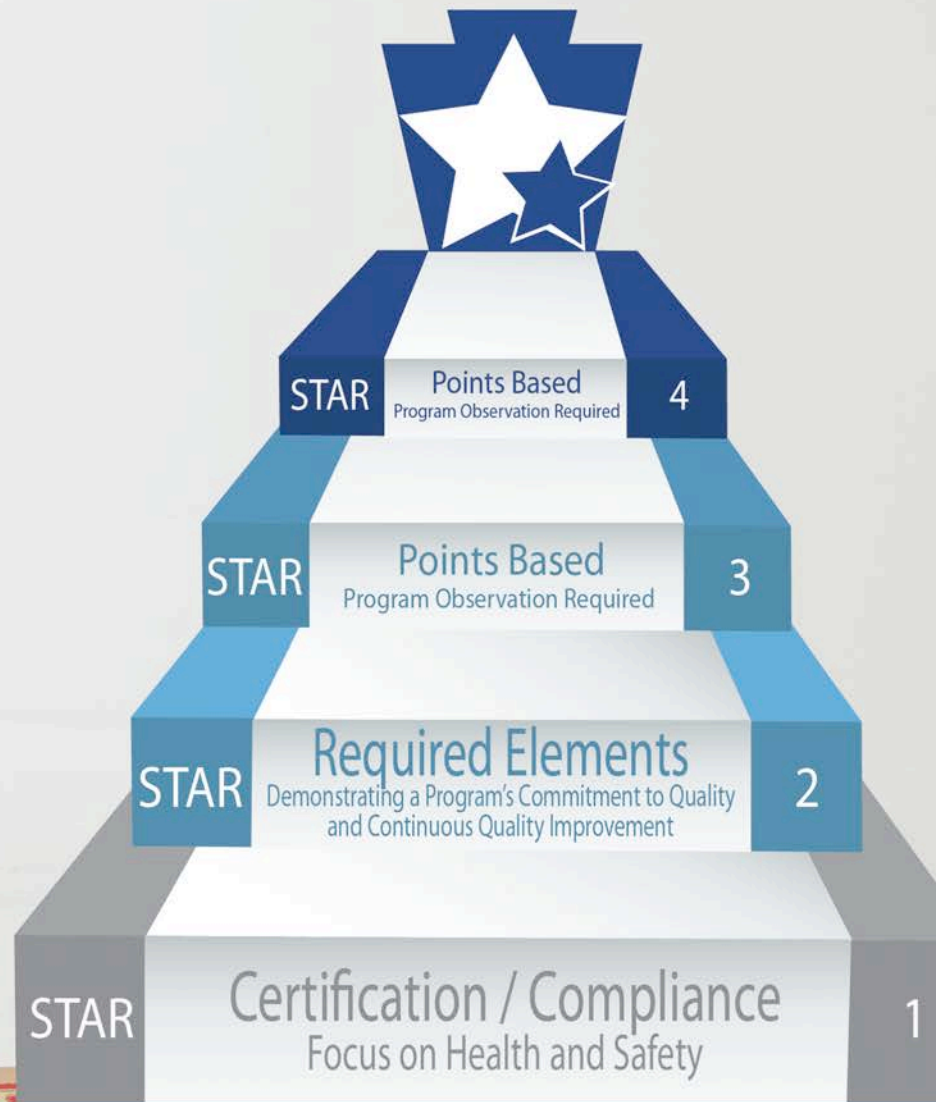 STAR Points Based 4
Program Observation Required
STAR Points Based 3
Program Observation Required
STAR Required Elements 2
Demonstrating a Program's Commitment to Quality
and Continuous Quality Improvement
STAR Certification / Compliance 1
Focus on Health and Safety